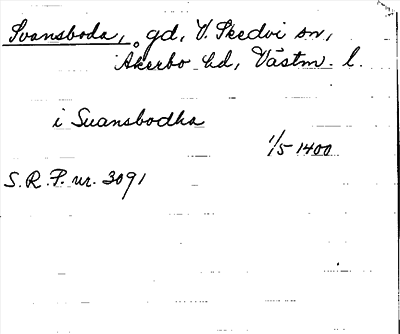 Svansboda, gd, V. Skedvi sn,
Åkerbo hd, Västm. l.
i Suansbodha
1/5 1400
S.R.P. nr. 3091